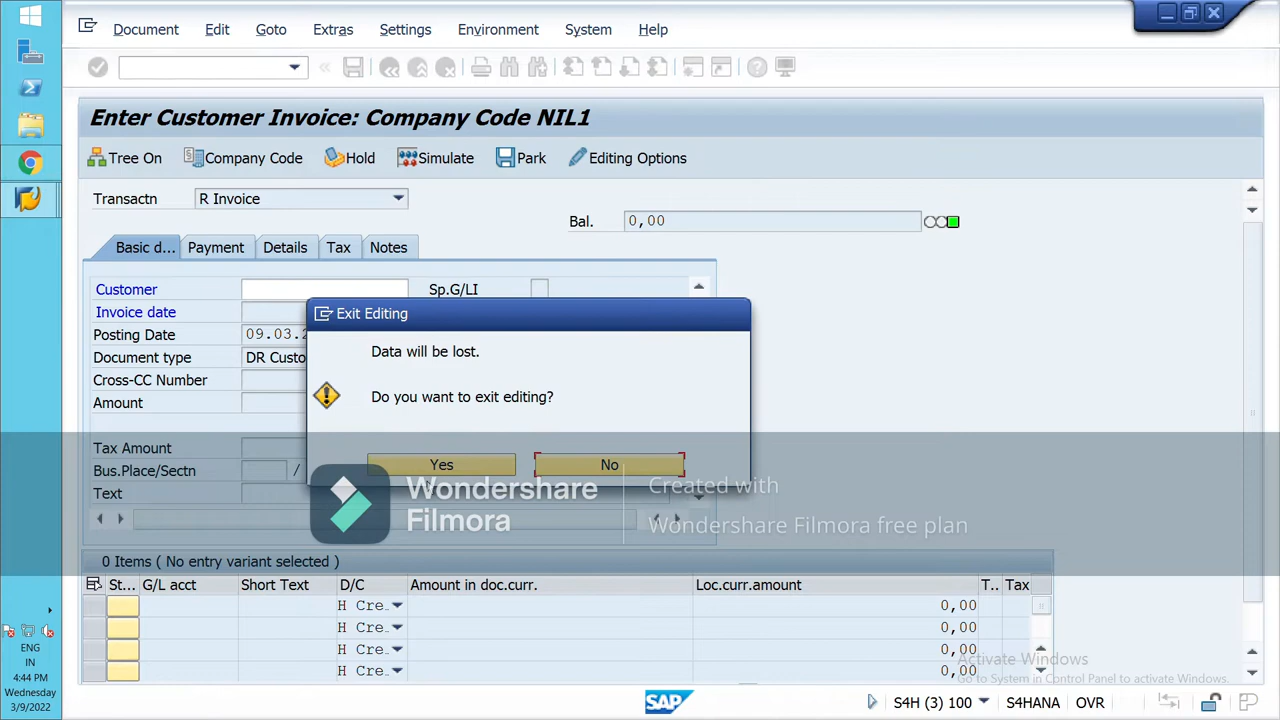 Document Edit Goto Extras Settings Environment System Help
Enter Customer Invoice: Company Code NIL1
Tree On Company Code Hold Simulate Park Editing Options
Transactn R Invoice
Bal. 0,00
Basic d... Payment Details Tax Notes
Customer Sp.G/LI
Invoice date
Posting Date 09.03.2
Document type DR Custo
Cross-CC Number
Amount
Tax Amount
Bus.Place/Sectn /
Text
Exit Editing
Data will be lost.
Do you want to exit editing?
Yes No
Wondershare
Filmora
Created with
Wondershare Filmora free plan
0 Items ( No entry variant selected )
St... G/L acct Short Text D/C Amount in doc.curr. Loc.curr.amount T.. Tax
H Cre.. 0,00
H Cre.. 0,00
H Cre.. 0,00
H Cre.. 0,00
Activate Windows
Go to System in Control Panel to activate Windows.
SAP S4H (3) 100 S4HANA OVR
ENG
IN
4:44 PM
Wednesday
3/9/2022